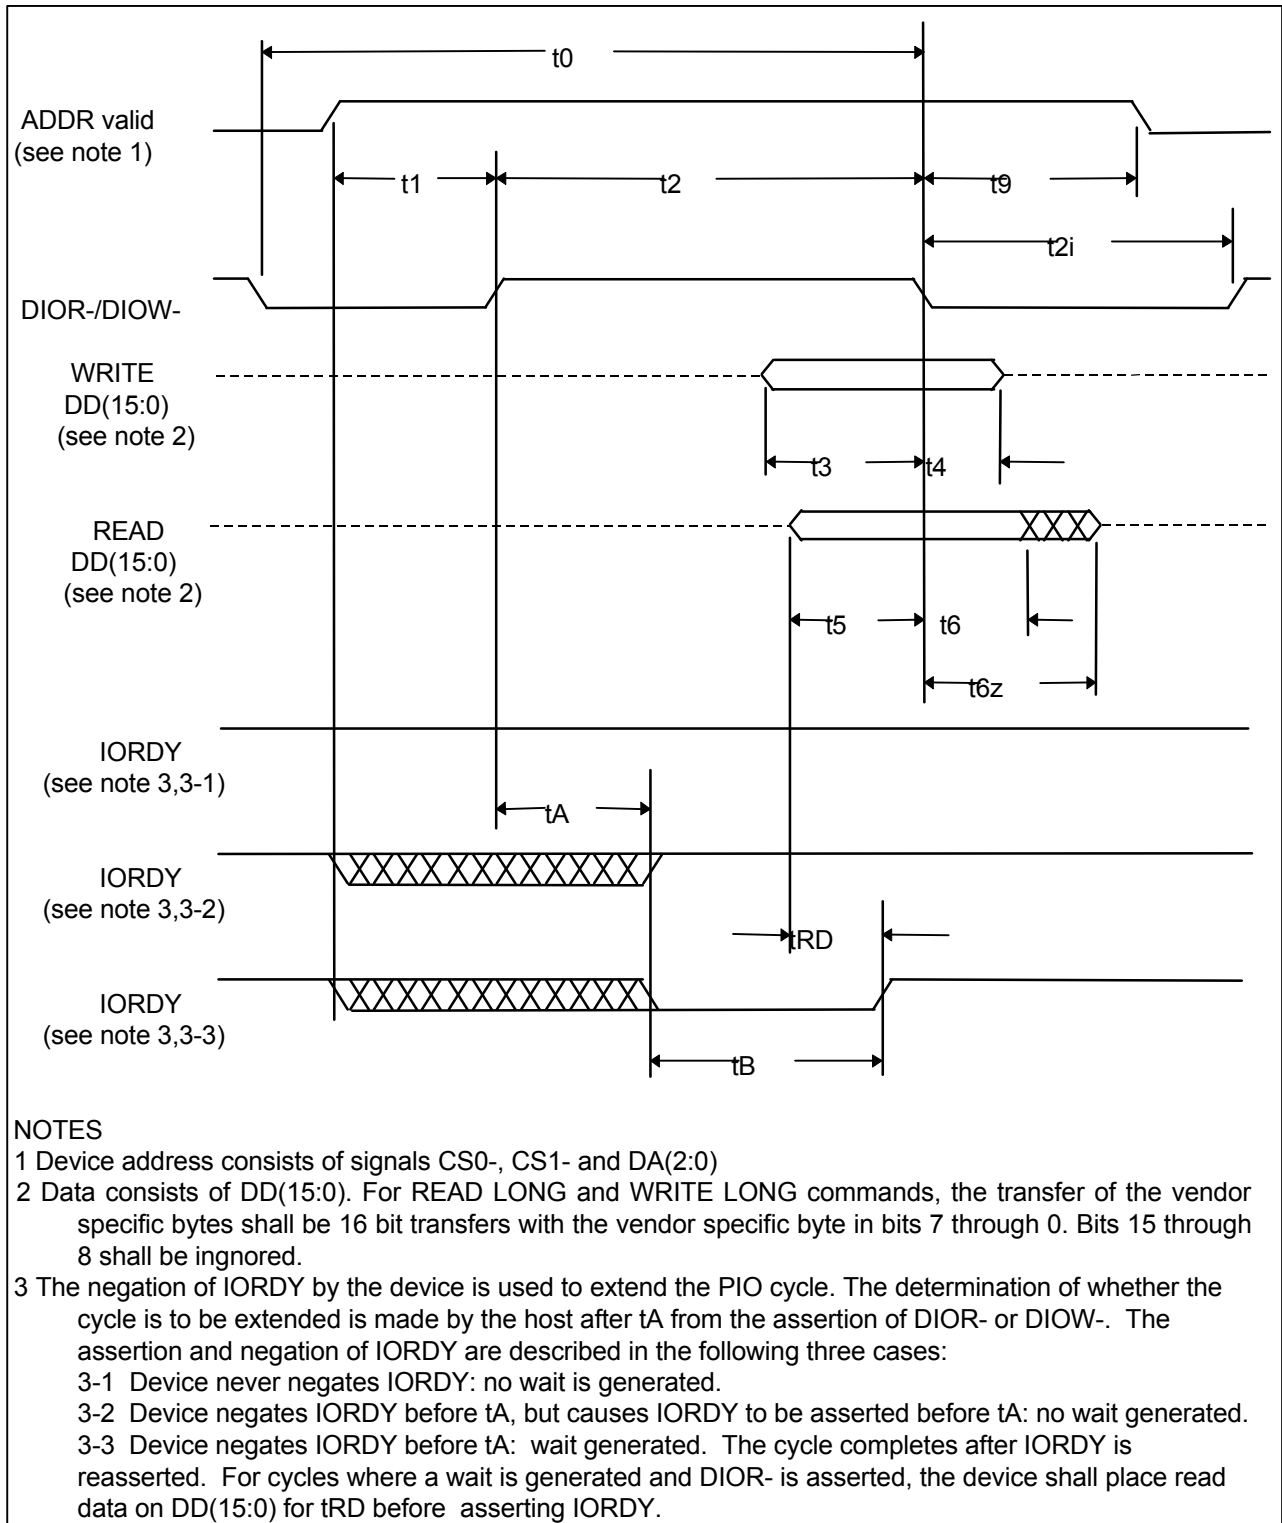 t0
ADDR valid
(see note 1)
t1
t2
t9
t2i
DIOR-/DIOW-
WRITE
DD(15:0)
(see note 2)
t3
t4
READ
DD(15:0)
(see note 2)
t5
t6
t6z
IORDY
(see note 3,3-1)
tA
IORDY
(see note 3,3-2)
tRD
IORDY
(see note 3,3-3)
tB
NOTES
1 Device address consists of signals CS0-, CS1- and DA(2:0)
2 Data consists of DD(15:0). For READ LONG and WRITE LONG commands, the transfer of the vendor
specific bytes shall be 16 bit transfers with the vendor specific byte in bits 7 through 0. Bits 15 through
8 shall be ingnored.
3 The negation of IORDY by the device is used to extend the PIO cycle. The determination of whether the
cycle is to be extended is made by the host after tA from the assertion of DIOR- or DIOW-. The
assertion and negation of IORDY are described in the following three cases:
3-1 Device never negates IORDY: no wait is generated.
3-2 Device negates IORDY before tA, but causes IORDY to be asserted before tA: no wait generated.
3-3 Device negates IORDY before tA: wait generated. The cycle completes after IORDY is
reasserted. For cycles where a wait is generated and DIOR- is asserted, the device shall place read
data on DD(15:0) for tRD before asserting IORDY.